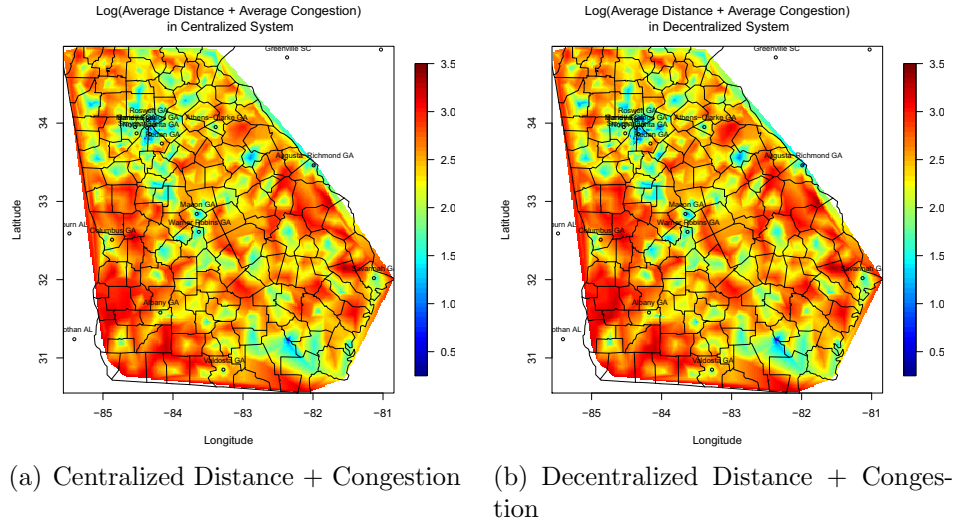 Log(Average Distance + Average Congestion)
in Centralized System
Greenville SC
Roswell GA
Athens-Clarke GA
Augusta-Richmond GA
Macon GA
Warner Robins GA
Columbus GA
burn AL
Savannah G
Albany GA
othan AL
Valdosta GA
34
33
32
31
Latitude
−85
−84
−83
−82
−81
Longitude
3.5
3.0
2.5
2.0
1.5
1.0
0.5
(a) Centralized Distance + Congestion
Log(Average Distance + Average Congestion)
in Decentralized System
Greenville SC
Roswell GA
Athens-Clarke GA
Augusta-Richmond GA
Macon GA
Warner Robins GA
Columbus GA
burn AL
Savannah G
Albany GA
othan AL
Valdosta GA
34
33
32
31
Latitude
−85
−84
−83
−82
−81
Longitude
3.5
3.0
2.5
2.0
1.5
1.0
0.5
(b) Decentralized Distance + Conges-
tion